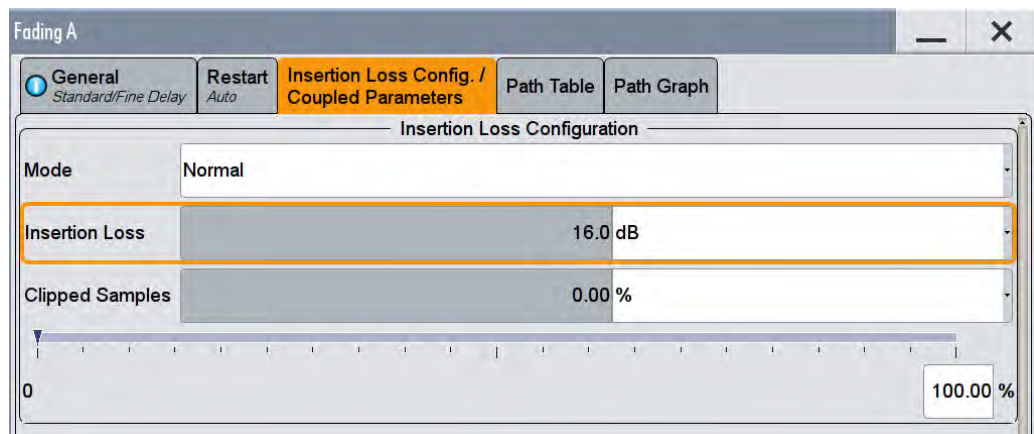 Fading A
General
Standard/Fine Delay
Restart
Auto
Insertion Loss Config. /
Coupled Parameters
Path Table
Path Graph
Insertion Loss Configuration
Mode Normal
Insertion Loss 16.0 dB
Clipped Samples 0.00 %
0 100.00 %